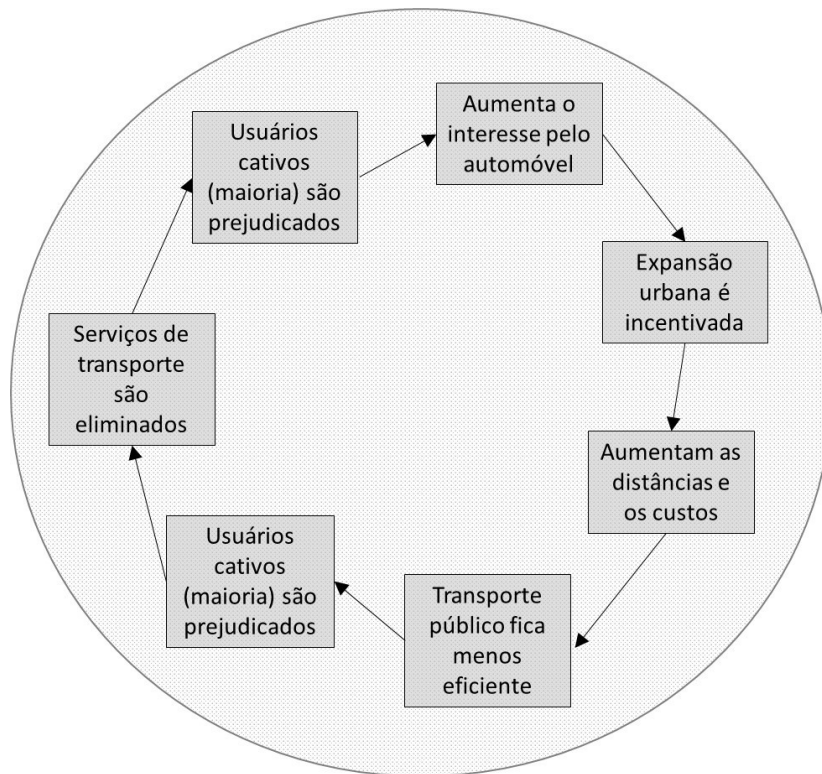 Aumenta o
interesse pelo
automóvel
Expansão
urbana é
incentivada
Aumentam as
distâncias e
os custos
Transporte
público fica
menos
eficiente
Usuários
cativos
(maioria) são
prejudicados
Serviços de
transporte
são
eliminados
Usuários
cativos
(maioria) são
prejudicados